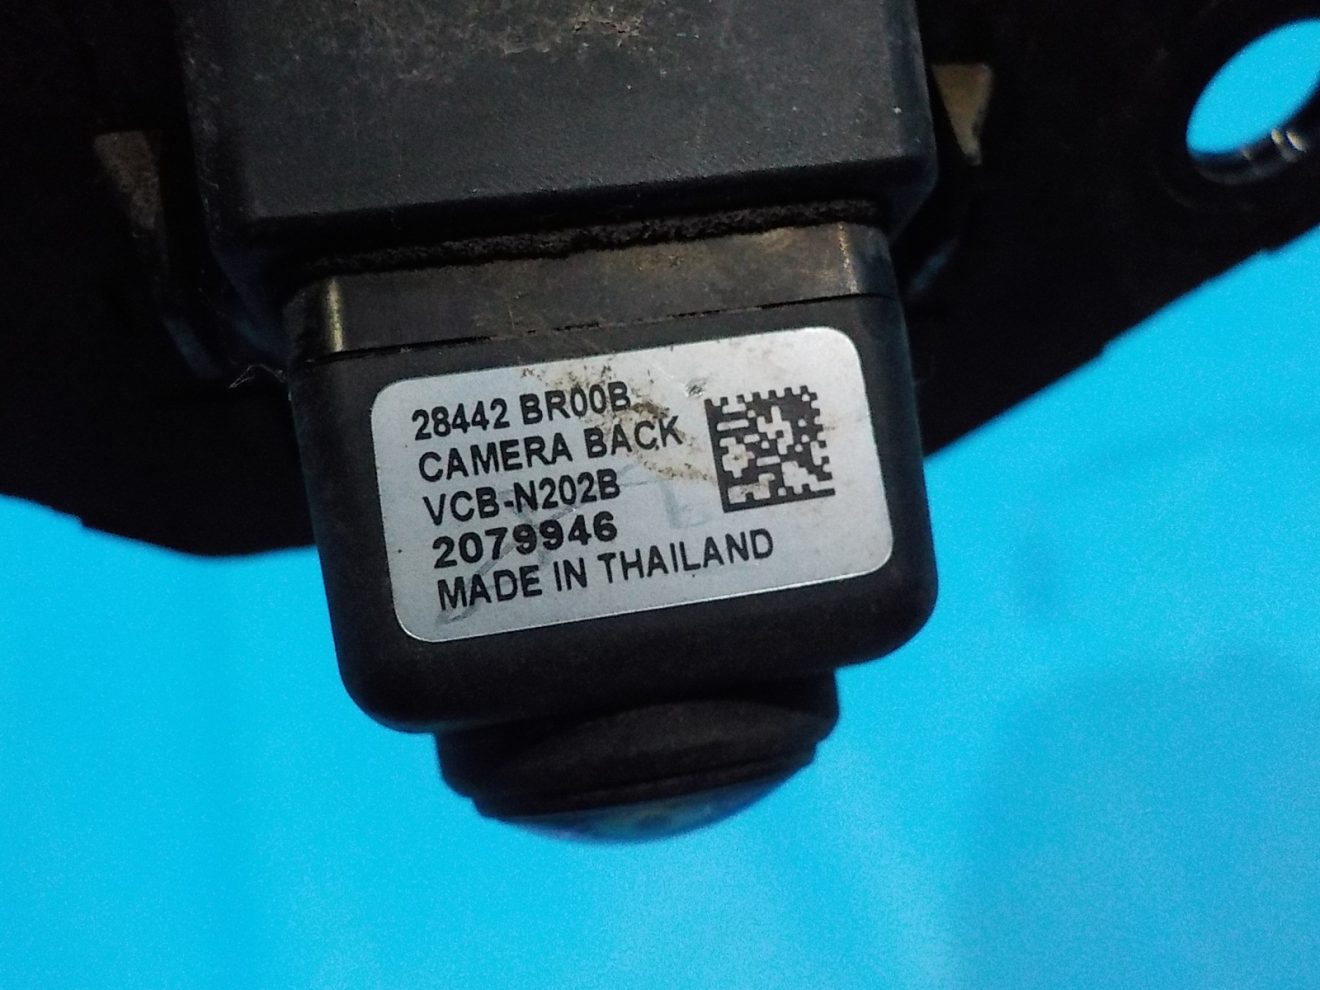 28442 BR00B
CAMERA BACK
VCB-N202B
2079946
MADE IN THAILAND